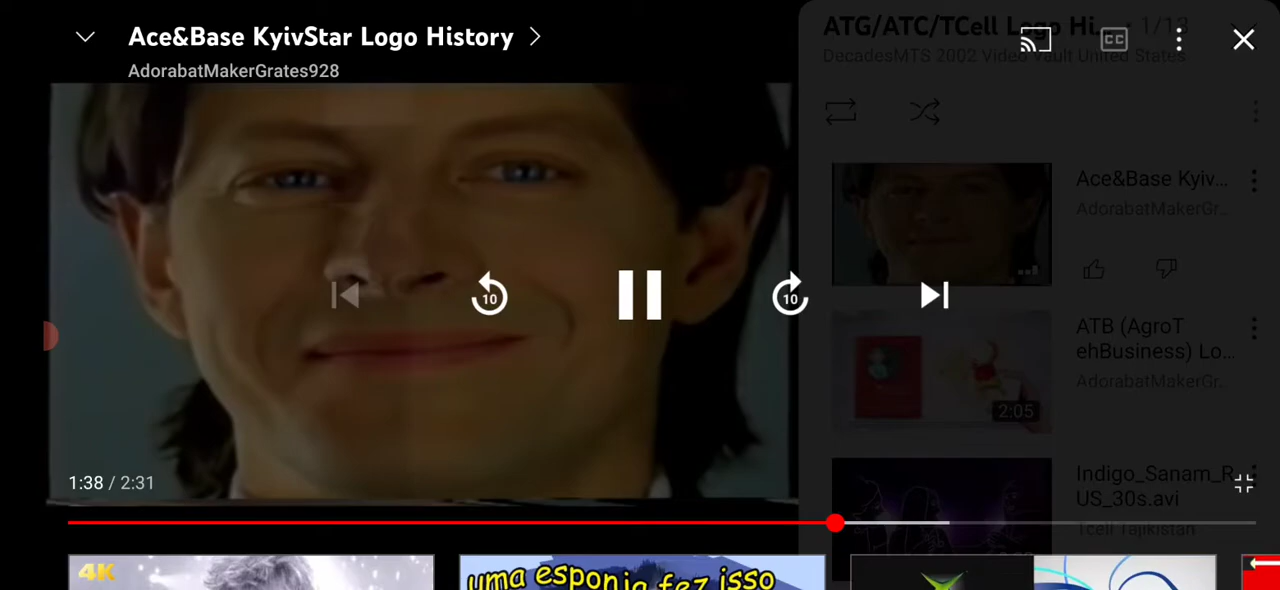 Ace&Base KyivStar Logo History
AdorabatMakerGrates928
ATG/ATC/TCell Logo Hi... • 1/13
DecadesMTS 2002 Video Vault United States
CC
Ace&Base Kyiv...
AdorabatMakerGr...
10
10
ATB (AgroT
ehBusiness) Lo...
AdorabatMakerGr...
2:05
1:38 / 2:31
Indigo_Sanam_R
US_30s.avi
Tcell Tajikistan
4K
uma esponja fez isso